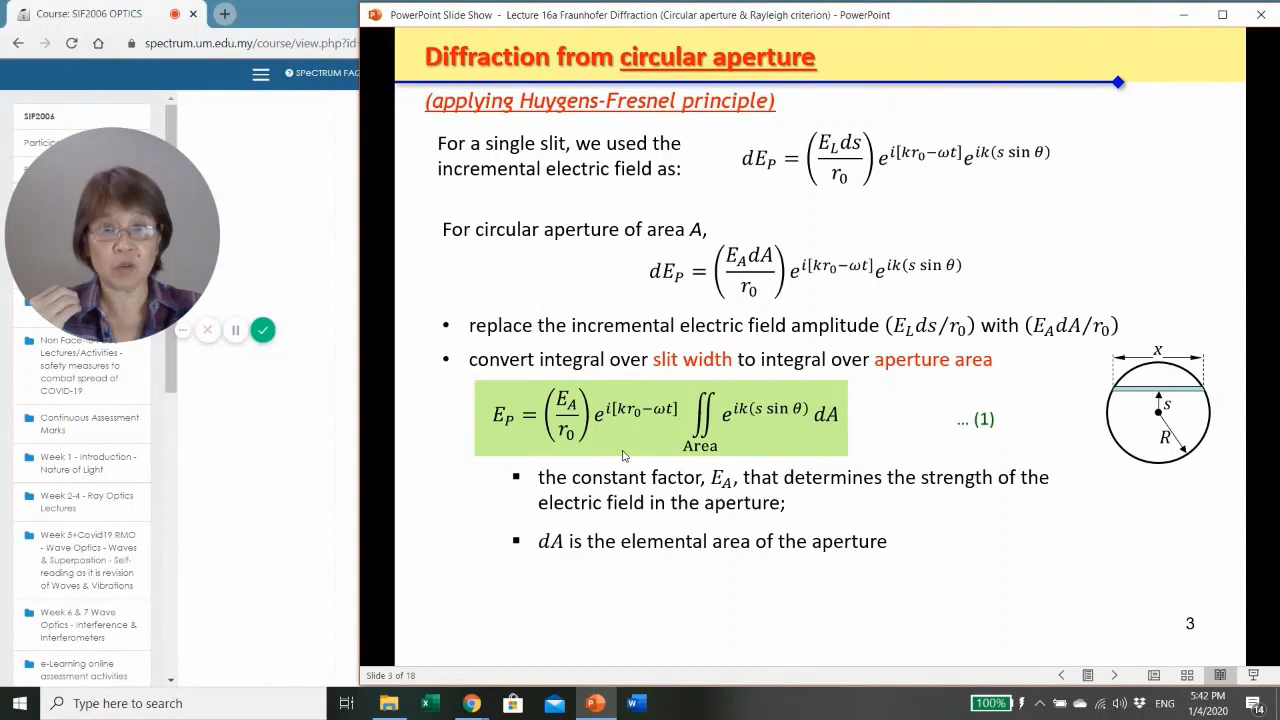 Course: SIF2006 OPTICS
spectrum.um.edu.my/course/view.php?id=
SPeCTRUM FAQ
SIF2006
Particip
Non Face-to
Lectures/Activities -
safety measures to
combat spread of
COVID-19
Continuous Assessment
Marks
Week 1 - Introduction -
Nature of Light
Week 2-4 - Ray Optics
Lectures
Week 5+Covid19 RMO
- Wave Optics - Waves
& Superposition - Self-
reading as it is revision
of Waves & Vibrations
Week 6 & 7 Wave
Optics - Interference &
Interferometers
e-Learning online
assessment activities
PowerPoint Slide Show - Lecture 16a Fraunhofer Diffraction (Circular aperture & Rayleigh criterion) - PowerPoint
Diffraction from circular aperture
(applying Huygens-Fresnel principle)
For a single slit, we used the
incremental electric field as:
dE_P = (E_L ds / r_0) e^{i[kr_0−ωt]} e^{ik(s sin θ)}
For circular aperture of area A,
dE_P = (E_A dA / r_0) e^{i[kr_0−ωt]} e^{ik(s sin θ)}
• replace the incremental electric field amplitude (E_L ds/r_0) with (E_A dA/r_0)
• convert integral over slit width to integral over aperture area
E_P = (E_A / r_0) e^{i[kr_0−ωt]} ∬_Area e^{ik(s sin θ)} dA ... (1)
x
s
R
▪ the constant factor, E_A, that determines the strength of the
electric field in the aperture;
▪ dA is the elemental area of the aperture
3
Slide 3 of 18
Type here to search
100%
ENG
5:42 PM
1/4/2020
14